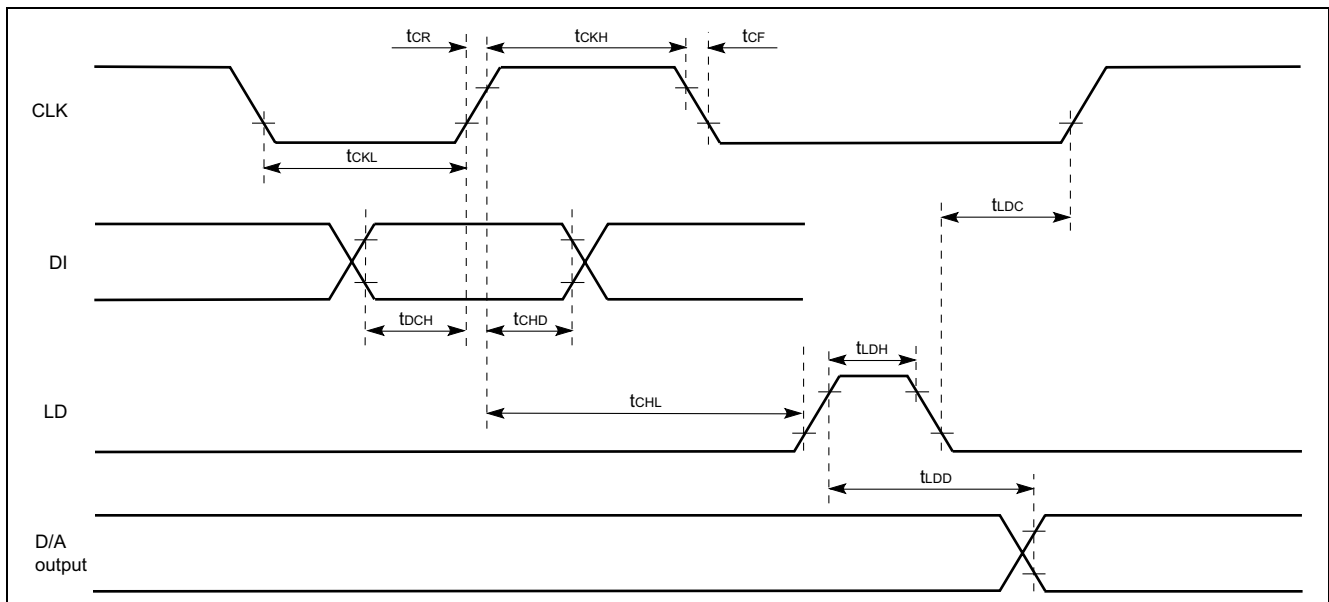 tCR
tCKH
tCF
CLK
tCKL
tLDC
DI
tDCH
tCHD
tLDH
tCHL
LD
tLDD
D/A
output